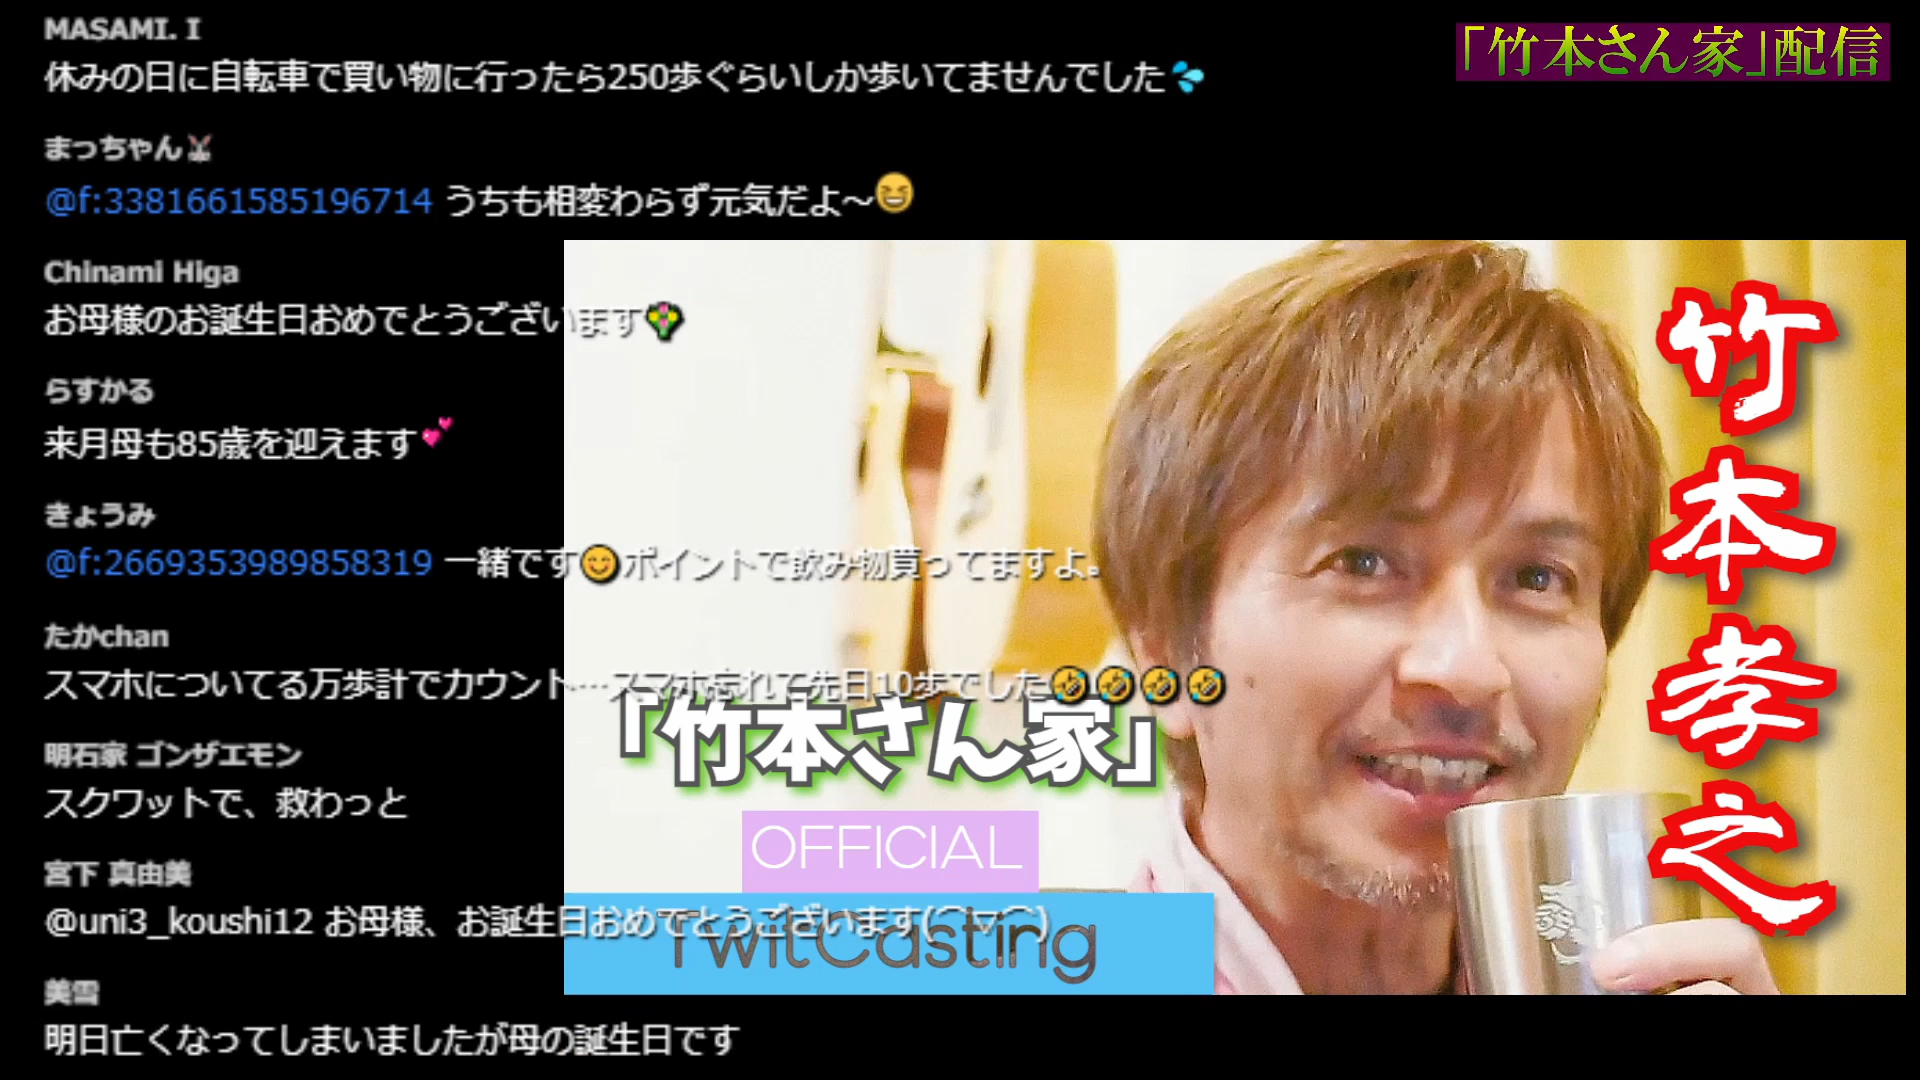 MASAMI. I
休みの日に自転車で買い物に行ったら250歩ぐらいしか歩いてませんでした💦
「竹本さん家」配信
まっちゃん🐰
@f:3381661585196714 うちも相変わらず元気だよ〜😆
Chinami Higa
お母様のお誕生日おめでとうございます💐
らすかる
来月母も85歳を迎えます💕
きょうみ
@f:2669353989858319 一緒です😊ポイントで飲み物買ってますよ。
たかchan
スマホについてる万歩計でカウント…スマホ忘れて先日10歩でした🤣🤣🤣🤣
明石家 ゴンザエモン
スクワットで、救わっと
宮下 真由美
@uni3_koushi12 お母様、お誕生日おめでとうございます(⌒▽⌒)
美雪
明日亡くなってしまいましたが母の誕生日です
「竹本さん家」
OFFICIAL
TwitCasting
竹本孝之